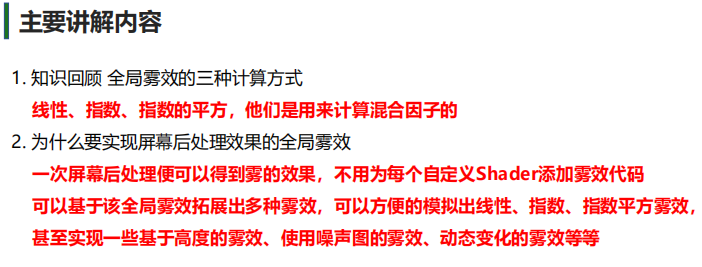 主要讲解内容
1. 知识回顾 全局雾效的三种计算方式
线性、指数、指数的平方，他们是用来计算混合因子的
2. 为什么要实现屏幕后处理效果的全局雾效
一次屏幕后处理便可以得到雾的效果，不用为每个自定义Shader添加雾效代码
可以基于该全局雾效拓展出多种雾效，可以方便的模拟出线性、指数、指数平方雾效，
甚至实现一些基于高度的雾效、使用噪声图的雾效、动态变化的雾效等等